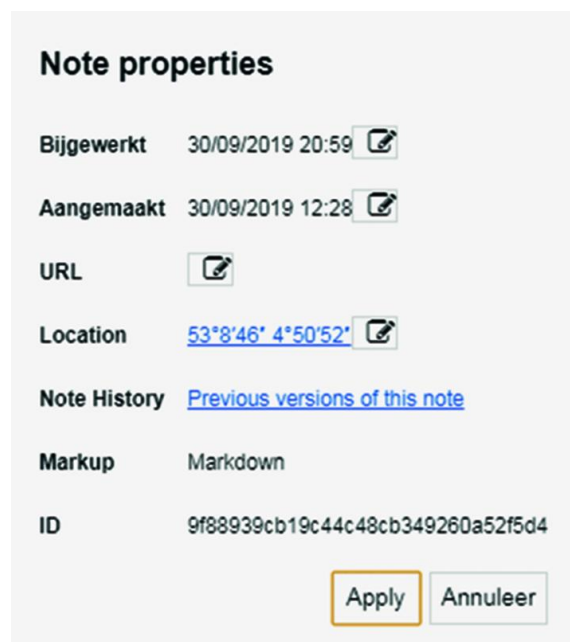 Note properties
Bijgewerkt 30/09/2019 20:59
Aangemaakt 30/09/2019 12:28
URL
Location 53°8'46" 4°50'52"
Note History Previous versions of this note
Markup Markdown
ID 9f88939cb19c44c48cb349260a52f5d4
Apply Annuleer